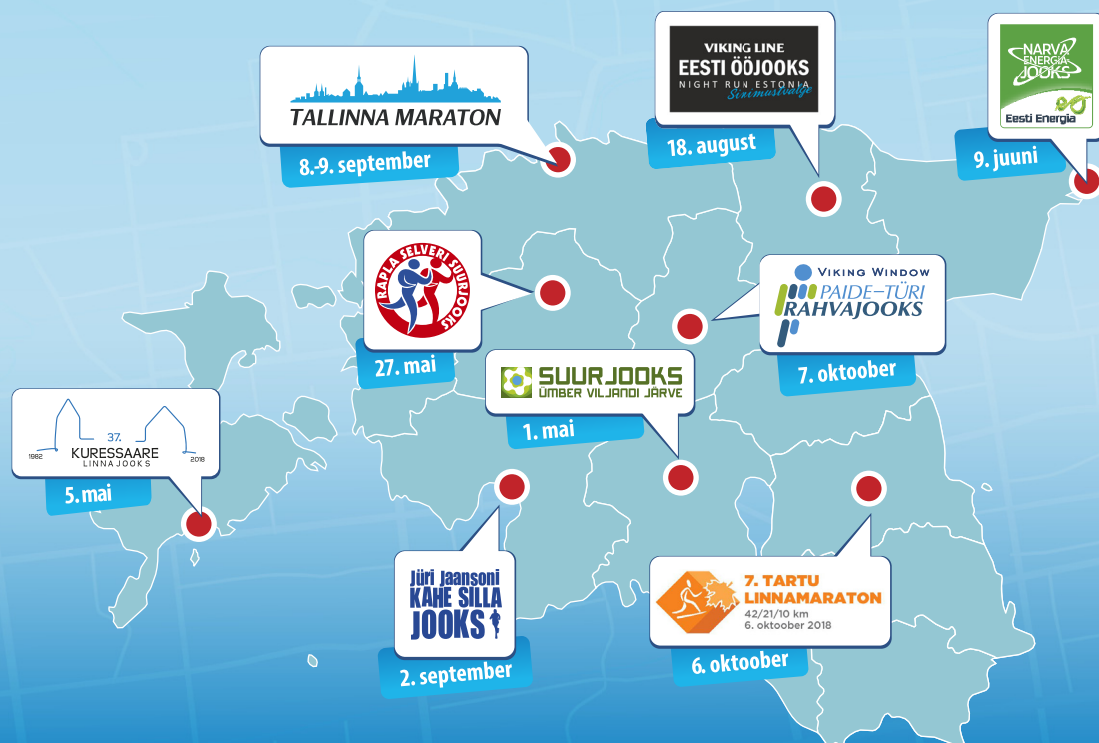 VIKING LINE
EESTI ÖÖJOOKS
NIGHT RUN ESTONIA
Sinimustvalge
18. august
NARVA
ENERGIA
JOOKS
Eesti Energia
9. juuni
TALLINNA MARATON
8.-9. september
RAPLA SELVERI SUURJOOKS
27. mai
VIKING WINDOW
PAIDE-TÜRI
RAHVAJOOKS
7. oktoober
SUURJOOKS
ÜMBER VILJANDI JÄRVE
1. mai
37.
KURESSAARE
LINNAJOOKS
1982
2018
5. mai
Jüri Jaansoni
KAHE SILLA
JOOKS
2. september
7. TARTU
LINNAMARATON
42/21/10 km
6. oktoober 2018
6. oktoober